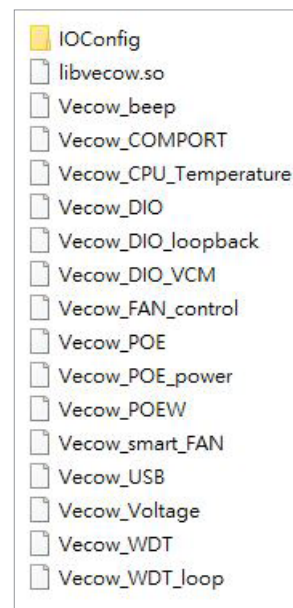 IOConfig
libvecow.so
Vecow_beep
Vecow_COMPORT
Vecow_CPU_Temperature
Vecow_DIO
Vecow_DIO_loopback
Vecow_DIO_VCM
Vecow_FAN_control
Vecow_POE
Vecow_POE_power
Vecow_POEW
Vecow_smart_FAN
Vecow_USB
Vecow_Voltage
Vecow_WDT
Vecow_WDT_loop